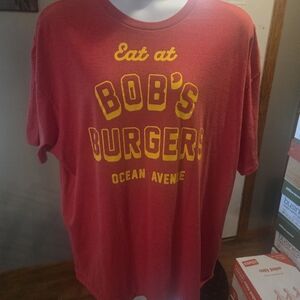 Eat at
BOB'S
BURGERS
OCEAN AVENUE